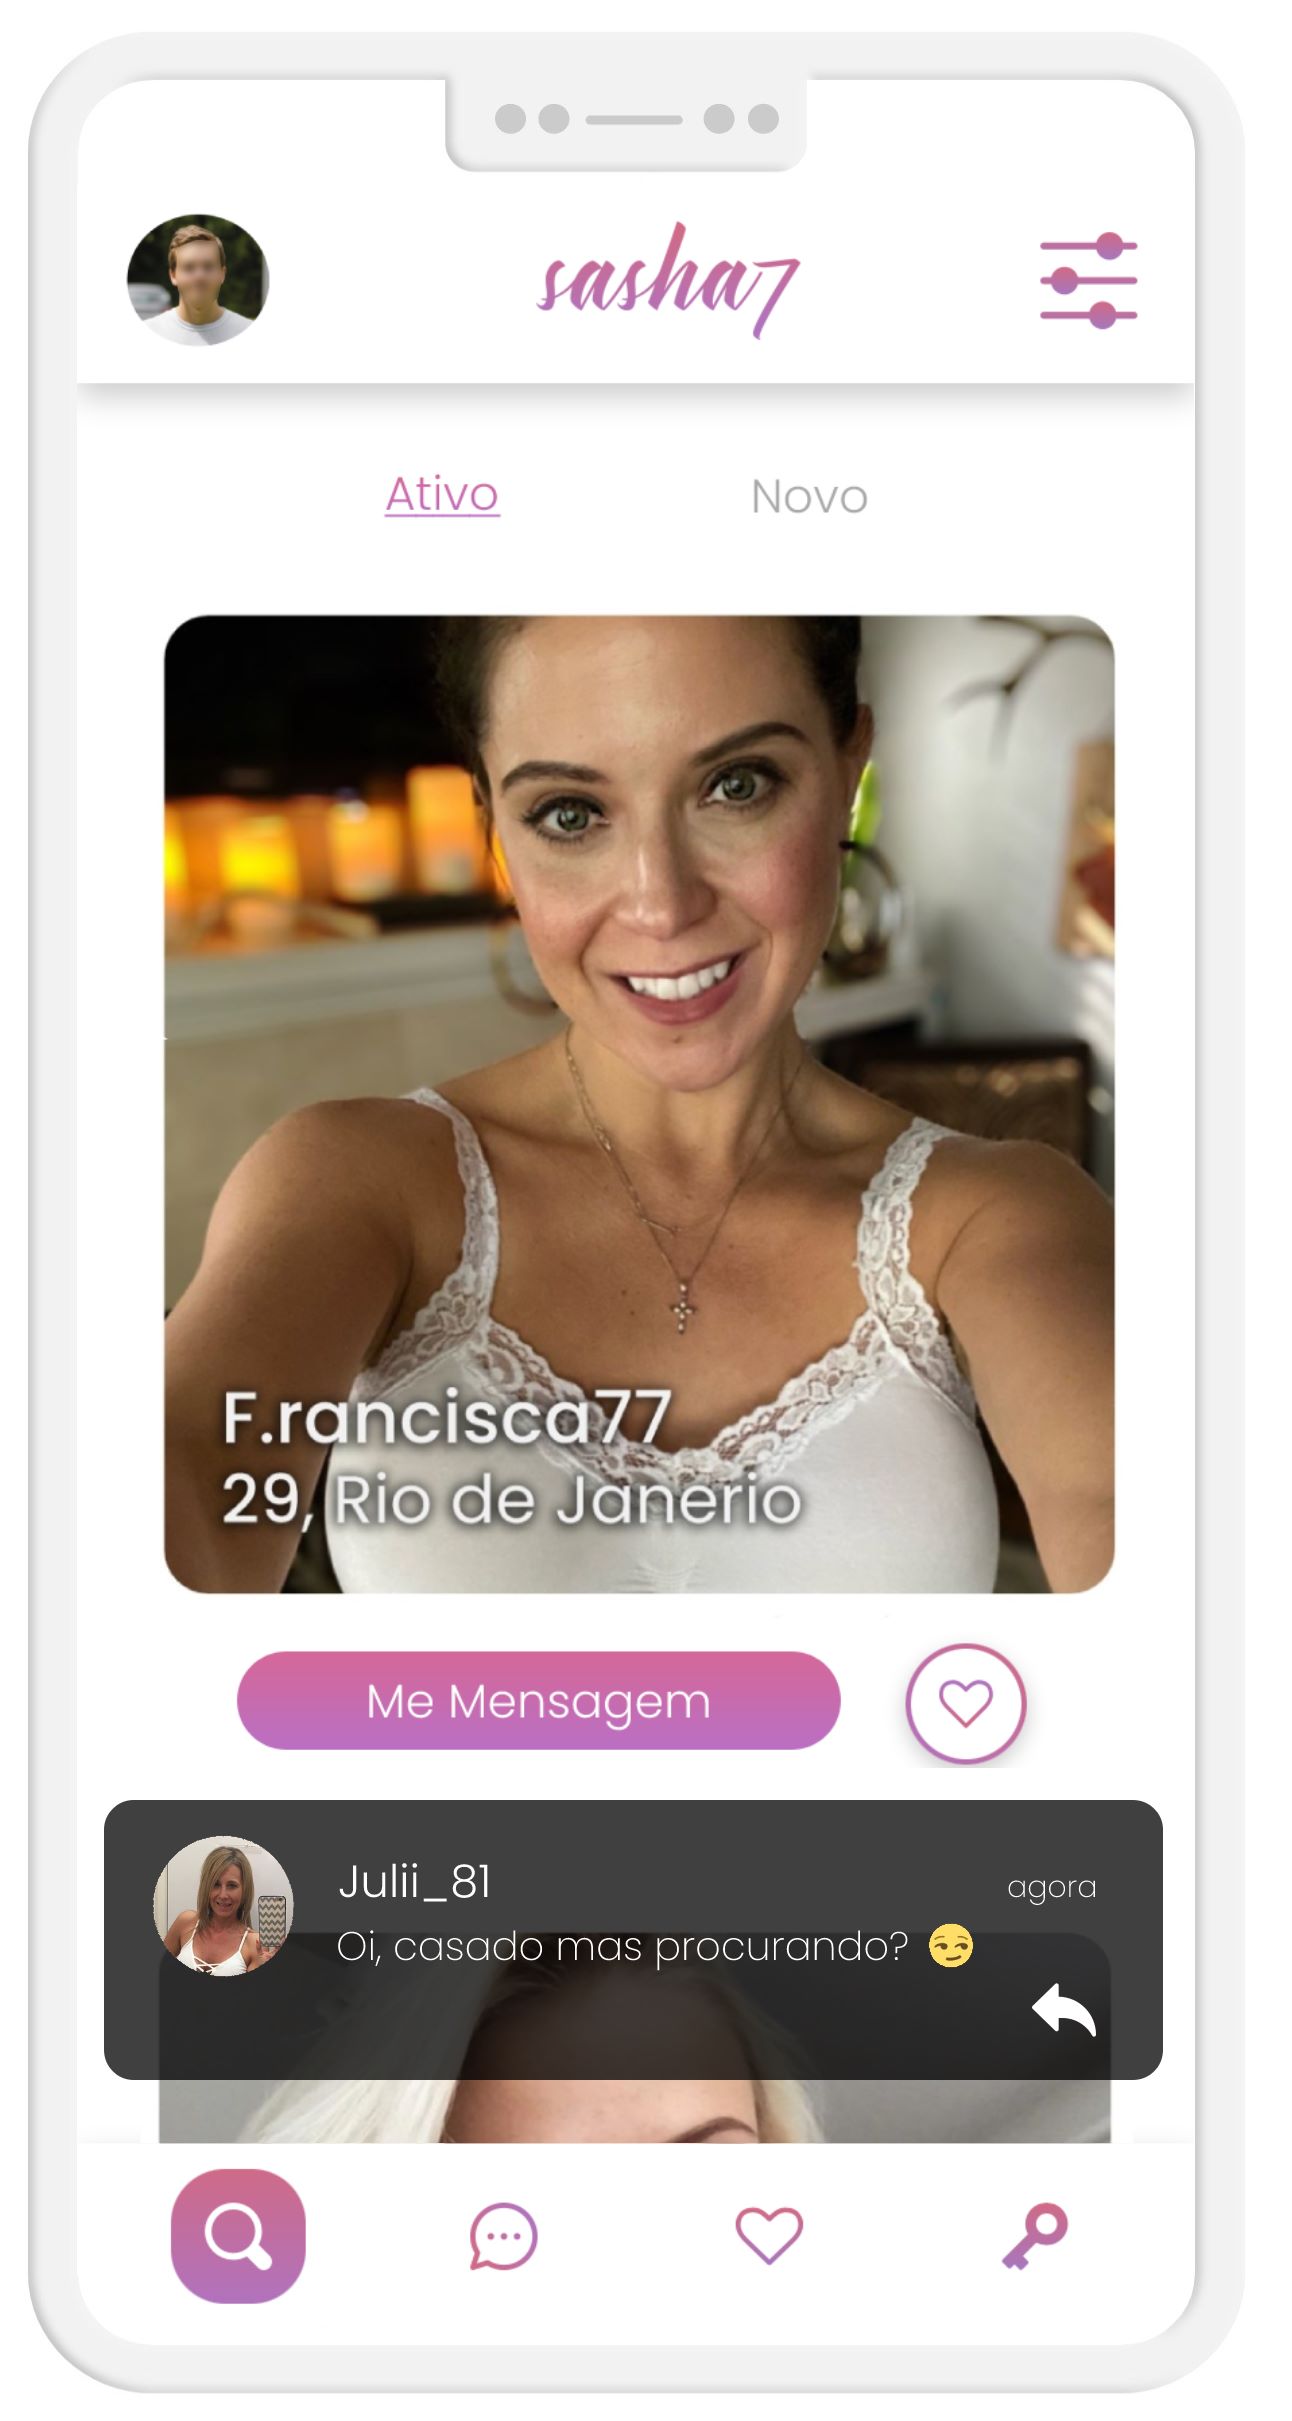 sasha7
Ativo
Novo
F.rancisca77
29, Rio de Janerio
Me Mensagem
Julii_81
agora
Oi, casado mas procurando? 😏